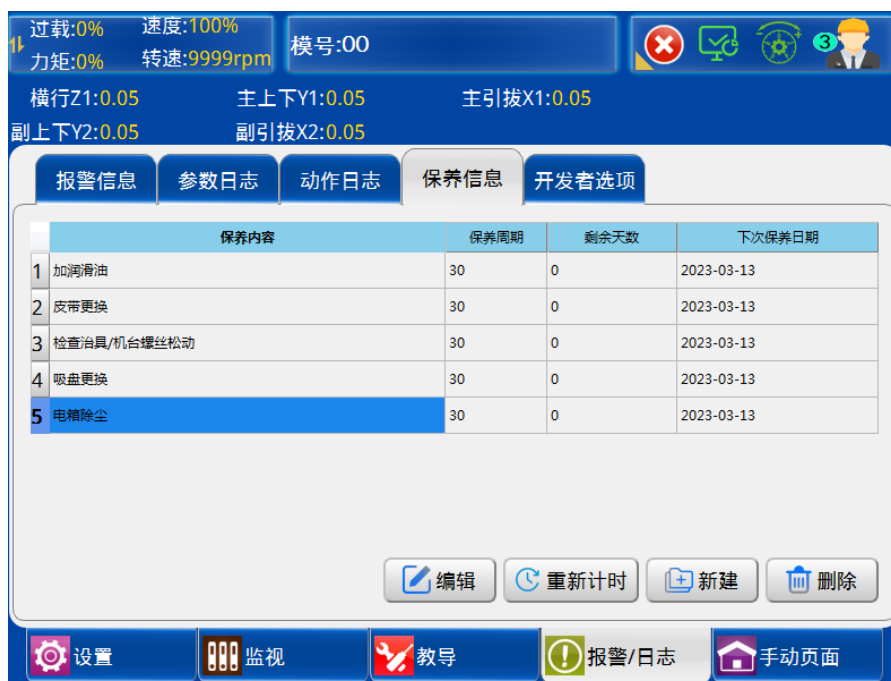 过载:0% 速度:100%
力矩:0% 转速:9999rpm
模号:00
3
横行Z1:0.05 主上下Y1:0.05 主引拔X1:0.05
副上下Y2:0.05 副引拔X2:0.05
报警信息 参数日志 动作日志 保养信息 开发者选项
保养内容 保养周期 剩余天数 下次保养日期
1 加润滑油 30 0 2023-03-13
2 皮带更换 30 0 2023-03-13
3 检查治具/机台螺丝松动 30 0 2023-03-13
4 吸盘更换 30 0 2023-03-13
5 电箱除尘 30 0 2023-03-13
编辑 重新计时 新建 删除
设置 监视 教导 报警/日志 手动页面